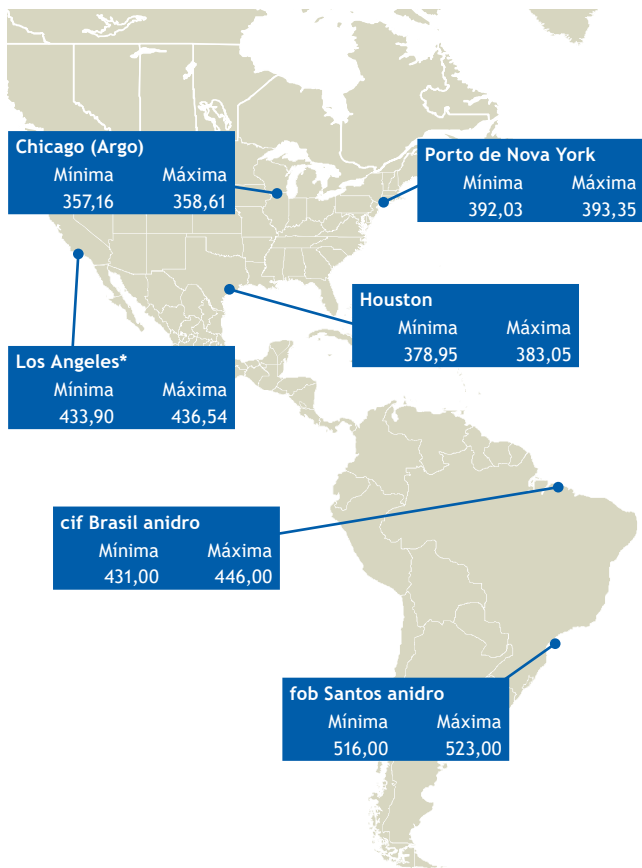 Chicago (Argo)
Mínima Máxima
357,16 358,61
Porto de Nova York
Mínima Máxima
392,03 393,35
Houston
Mínima Máxima
378,95 383,05
Los Angeles*
Mínima Máxima
433,90 436,54
cif Brasil anidro
Mínima Máxima
431,00 446,00
fob Santos anidro
Mínima Máxima
516,00 523,00